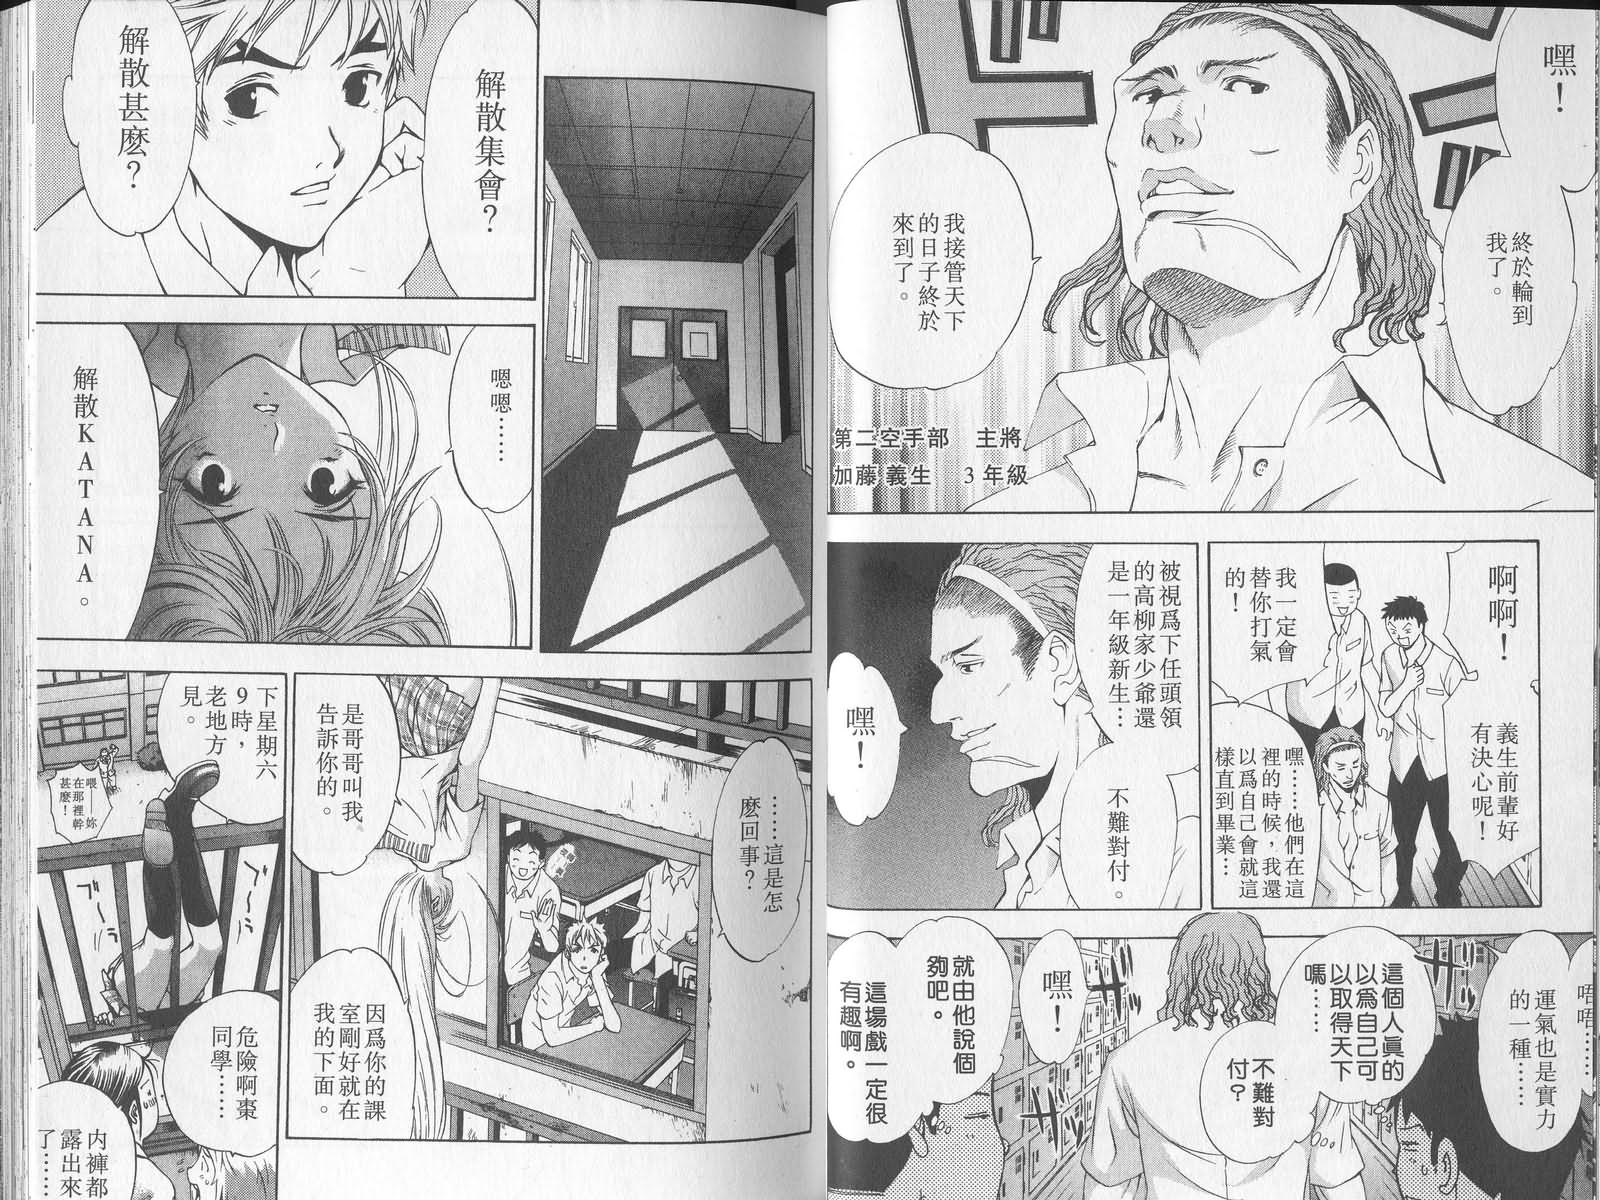 嘿！
終於輪到
我了。
我接管天下
的日子終於
來到了。
第二空手部　主將
加藤 義生　3年級
啊啊！
義生前輩好
有決心呢！
我一定會
替你打氣
的！
嘿……他們在這
裡的時候，我還
以爲自己會就這
樣直到畢業…
被視爲下任頭領
的高柳家少爺還
是一年級新生…
不難對付。
嘿！
唔唔……
運氣也是實力
的一種……
這個人真的
以為自己可
以取得天下
嗎……
不難對
付？
嘿！
就由他說個
夠吧。
這場戲一定很
有趣啊。
解散集會？
解散甚麼？
嗯嗯……
解散KATANA。
……這是怎
麼回事？
是哥哥叫我
告訴你的。
因爲你的課
室剛好就在
我的下面。
下星期六
9時，
老地方
見。
喂——妳
在那裡幹
甚麼！
危險啊棗
同學……
內褲都
露出來
了……